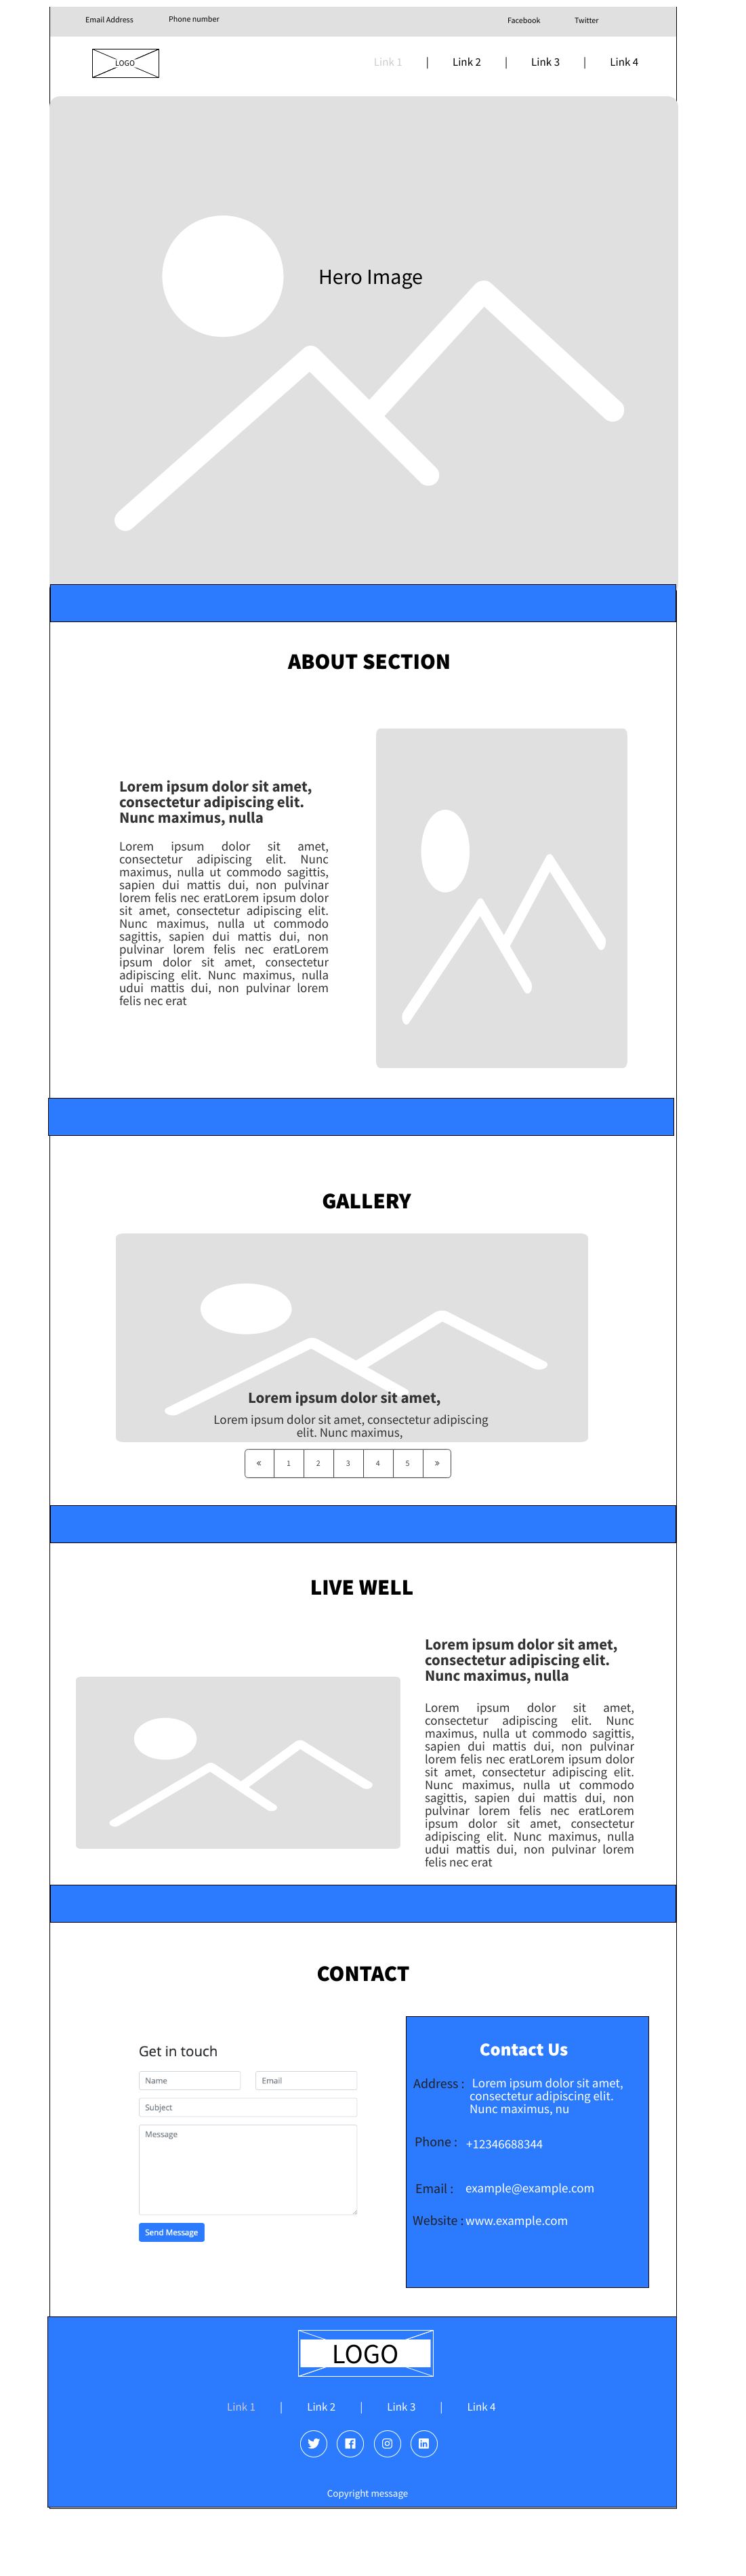 Email Address Phone number Facebook Twitter
LOGO Link 1 | Link 2 | Link 3 | Link 4
Hero Image
ABOUT SECTION
Lorem ipsum dolor sit amet,
consectetur adipiscing elit.
Nunc maximus, nulla
Lorem ipsum dolor sit amet,
consectetur adipiscing elit. Nunc
maximus, nulla ut commodo sagittis,
sapien dui mattis dui, non pulvinar
lorem felis nec eratLorem ipsum dolor
sit amet, consectetur adipiscing elit.
Nunc maximus, nulla ut commodo
sagittis, sapien dui mattis dui, non
pulvinar lorem felis nec eratLorem
ipsum dolor sit amet, consectetur
adipiscing elit. Nunc maximus, nulla
udui mattis dui, non pulvinar lorem
felis nec erat
GALLERY
Lorem ipsum dolor sit amet,
Lorem ipsum dolor sit amet, consectetur adipiscing
elit. Nunc maximus,
« 1 2 3 4 5 »
LIVE WELL
Lorem ipsum dolor sit amet,
consectetur adipiscing elit.
Nunc maximus, nulla
Lorem ipsum dolor sit amet,
consectetur adipiscing elit. Nunc
maximus, nulla ut commodo sagittis,
sapien dui mattis dui, non pulvinar
lorem felis nec eratLorem ipsum dolor
sit amet, consectetur adipiscing elit.
Nunc maximus, nulla ut commodo
sagittis, sapien dui mattis dui, non
pulvinar lorem felis nec eratLorem
ipsum dolor sit amet, consectetur
adipiscing elit. Nunc maximus, nulla
udui mattis dui, non pulvinar lorem
felis nec erat
CONTACT
Get in touch
Name Email
Subject
Message
Send Message
Contact Us
Address : Lorem ipsum dolor sit amet,
consectetur adipiscing elit.
Nunc maximus, nu
Phone : +12346688344
Email : example@example.com
Website : www.example.com
LOGO
Link 1 | Link 2 | Link 3 | Link 4
Copyright message